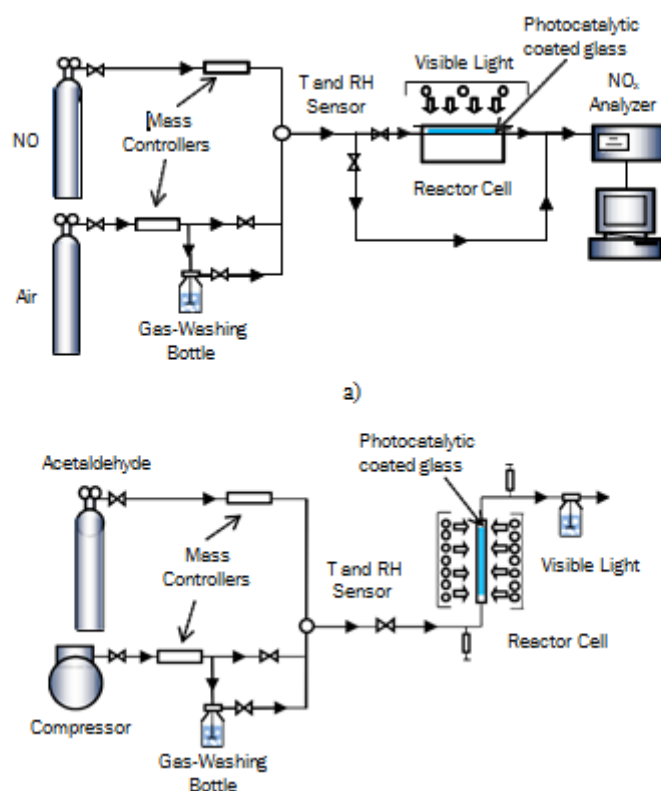 Photocatalytic
coated glass
Visible Light
NOx
Analyzer
T and RH
Sensor
NO
Mass
Controllers
Reactor Cell
Air
Gas-Washing
Bottle
a)
Photocatalytic
coated glass
Acetaldehyde
Mass
Controllers
T and RH
Sensor
Visible Light
Reactor Cell
Compressor
Gas-Washing
Bottle